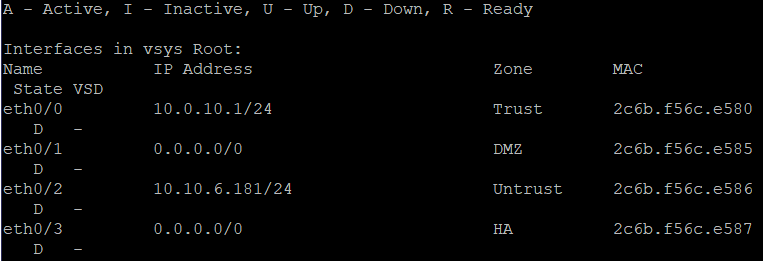 A - Active, I - Inactive, U - Up, D - Down, R - Ready
Interfaces in vsys Root:
Name IP Address Zone MAC
State VSD
eth0/0 10.0.10.1/24 Trust 2c6b.f56c.e580
D -
eth0/1 0.0.0.0/0 DMZ 2c6b.f56c.e585
D -
eth0/2 10.10.6.181/24 Untrust 2c6b.f56c.e586
D -
eth0/3 0.0.0.0/0 HA 2c6b.f56c.e587
D -